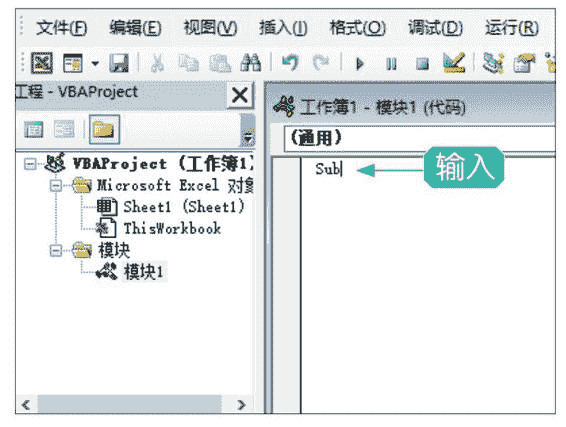 文件(F) 编辑(E) 视图(V) 插入(I) 格式(O) 调试(D) 运行(R)
工程 - VBAProject
工作簿1 - 模块1 (代码)
(通用)
VBAProject (工作簿1)
Microsoft Excel 对象
Sheet1 (Sheet1)
ThisWorkbook
模块
模块1
Sub
输入